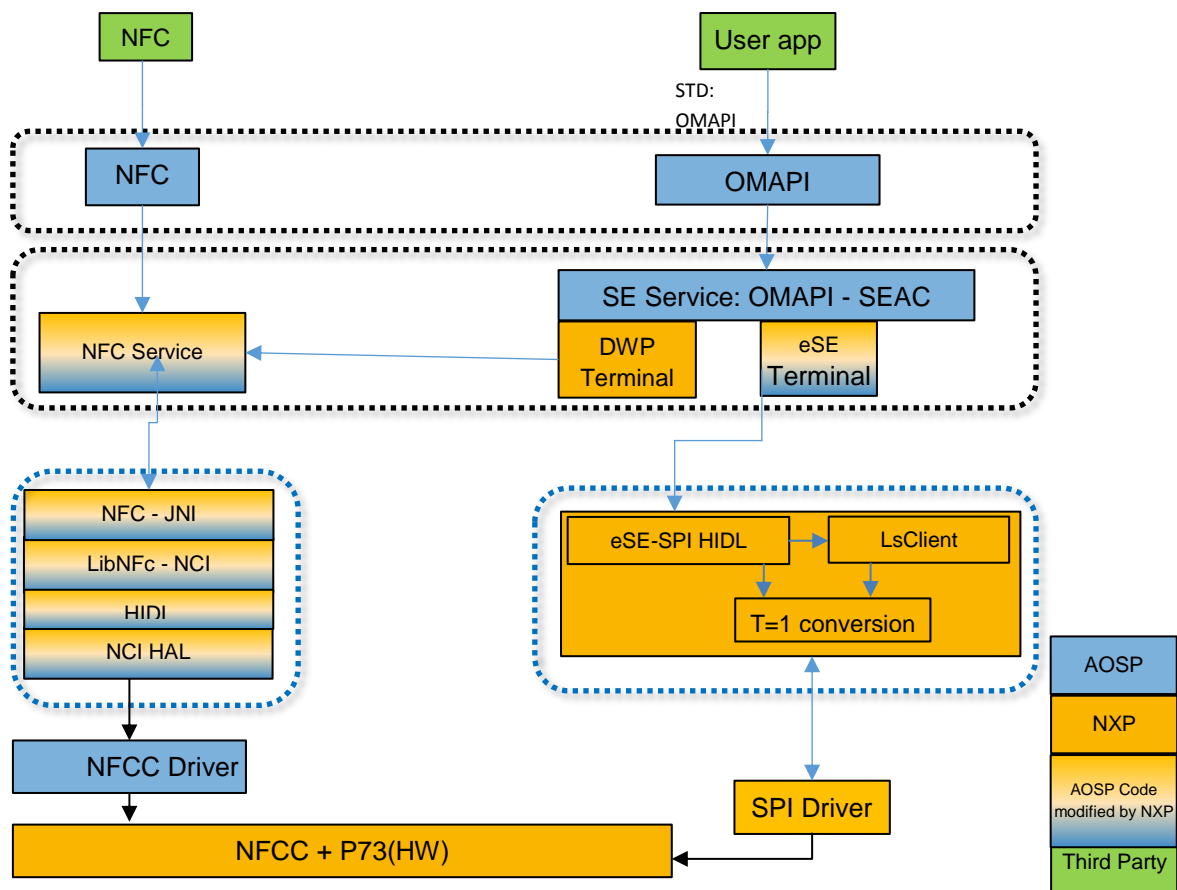 NFC
User app
STD:
OMAPI
NFC
OMAPI
SE Service: OMAPI - SEAC
NFC Service
DWP
Terminal
eSE
Terminal
NFC - JNI
LibNFc - NCI
HIDL
NCI HAL
eSE-SPI HIDL
LsClient
T=1 conversion
NFCC Driver
SPI Driver
NFCC + P73(HW)
AOSP
NXP
AOSP Code
modified by NXP
Third Party